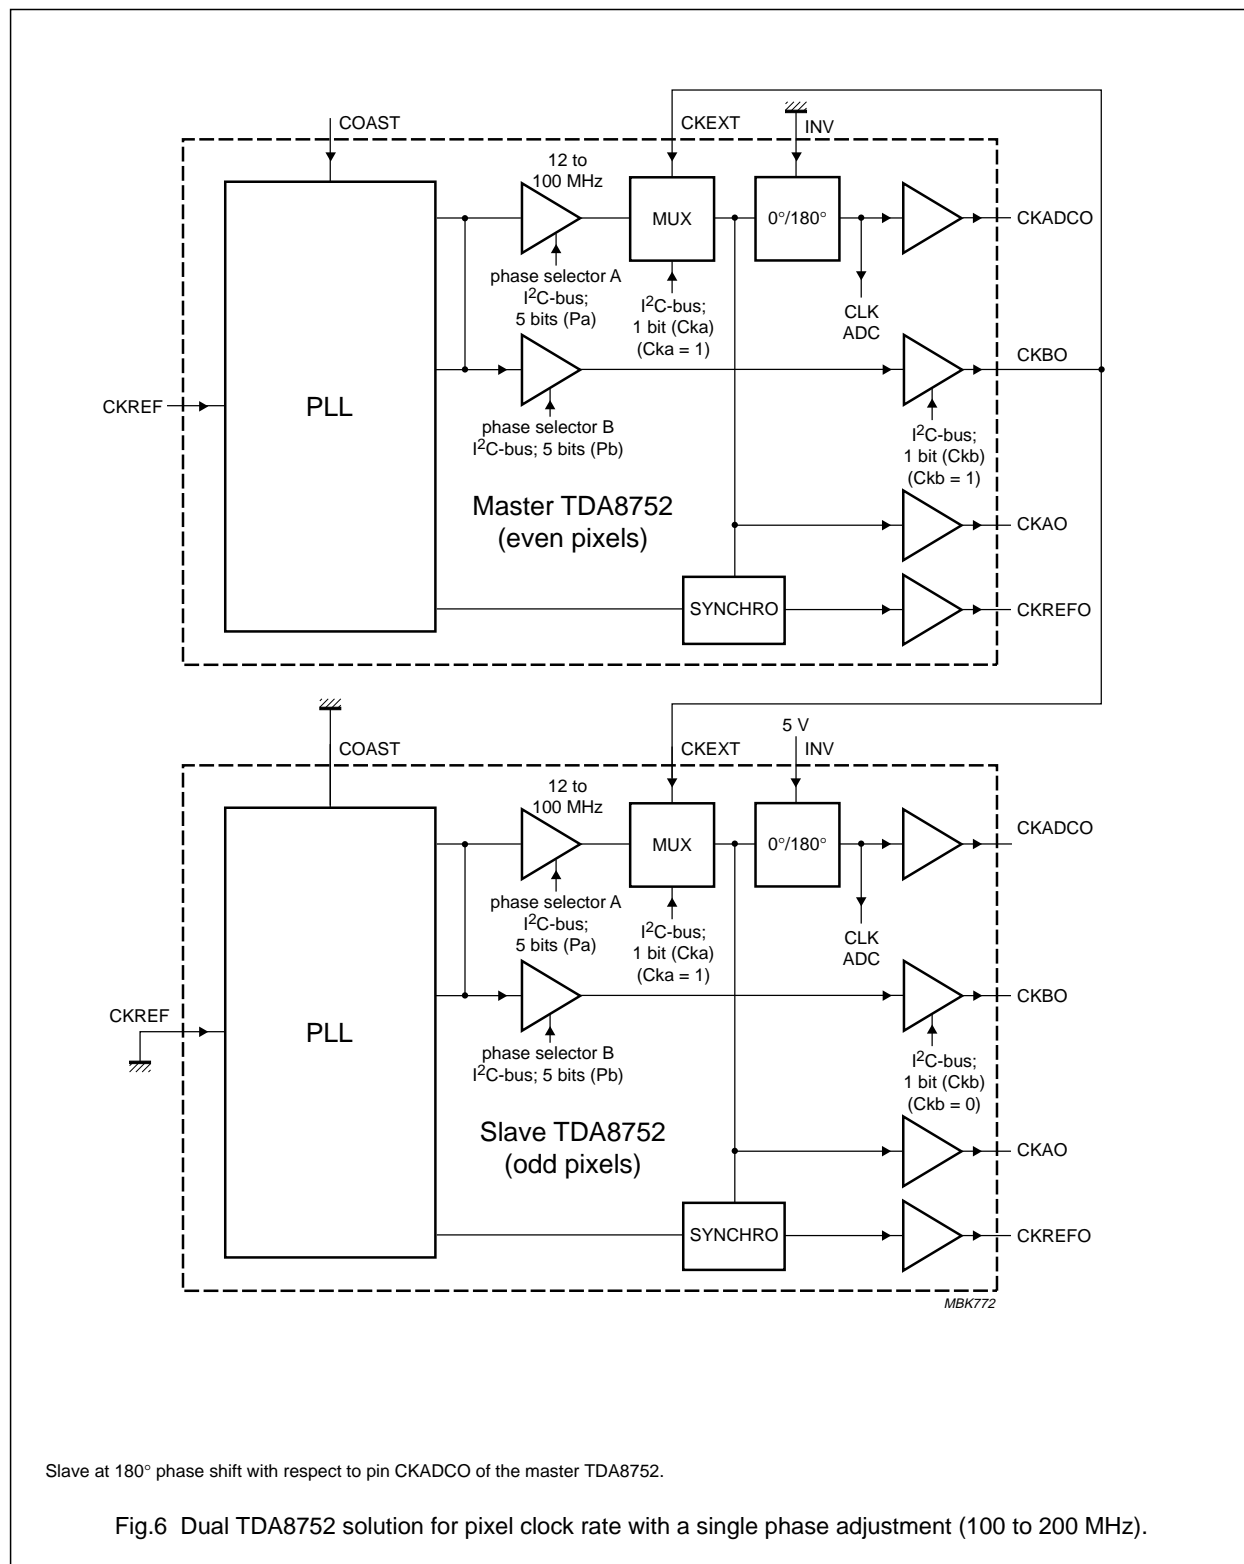 COAST
CKEXT
INV
12 to
100 MHz
MUX
0°/180°
CKADCO
phase selector A
I2C-bus;
5 bits (Pa)
I2C-bus;
1 bit (Cka)
(Cka = 1)
CLK
ADC
CKBO
CKREF
PLL
phase selector B
I2C-bus; 5 bits (Pb)
I2C-bus;
1 bit (Ckb)
(Ckb = 1)
Master TDA8752
(even pixels)
CKAO
SYNCHRO
CKREFO
COAST
CKEXT
5 V
INV
12 to
100 MHz
MUX
0°/180°
CKADCO
phase selector A
I2C-bus;
5 bits (Pa)
I2C-bus;
1 bit (Cka)
(Cka = 1)
CLK
ADC
CKBO
CKREF
PLL
phase selector B
I2C-bus; 5 bits (Pb)
I2C-bus;
1 bit (Ckb)
(Ckb = 0)
Slave TDA8752
(odd pixels)
CKAO
SYNCHRO
CKREFO
MBK772
Slave at 180° phase shift with respect to pin CKADCO of the master TDA8752.
Fig.6 Dual TDA8752 solution for pixel clock rate with a single phase adjustment (100 to 200 MHz).